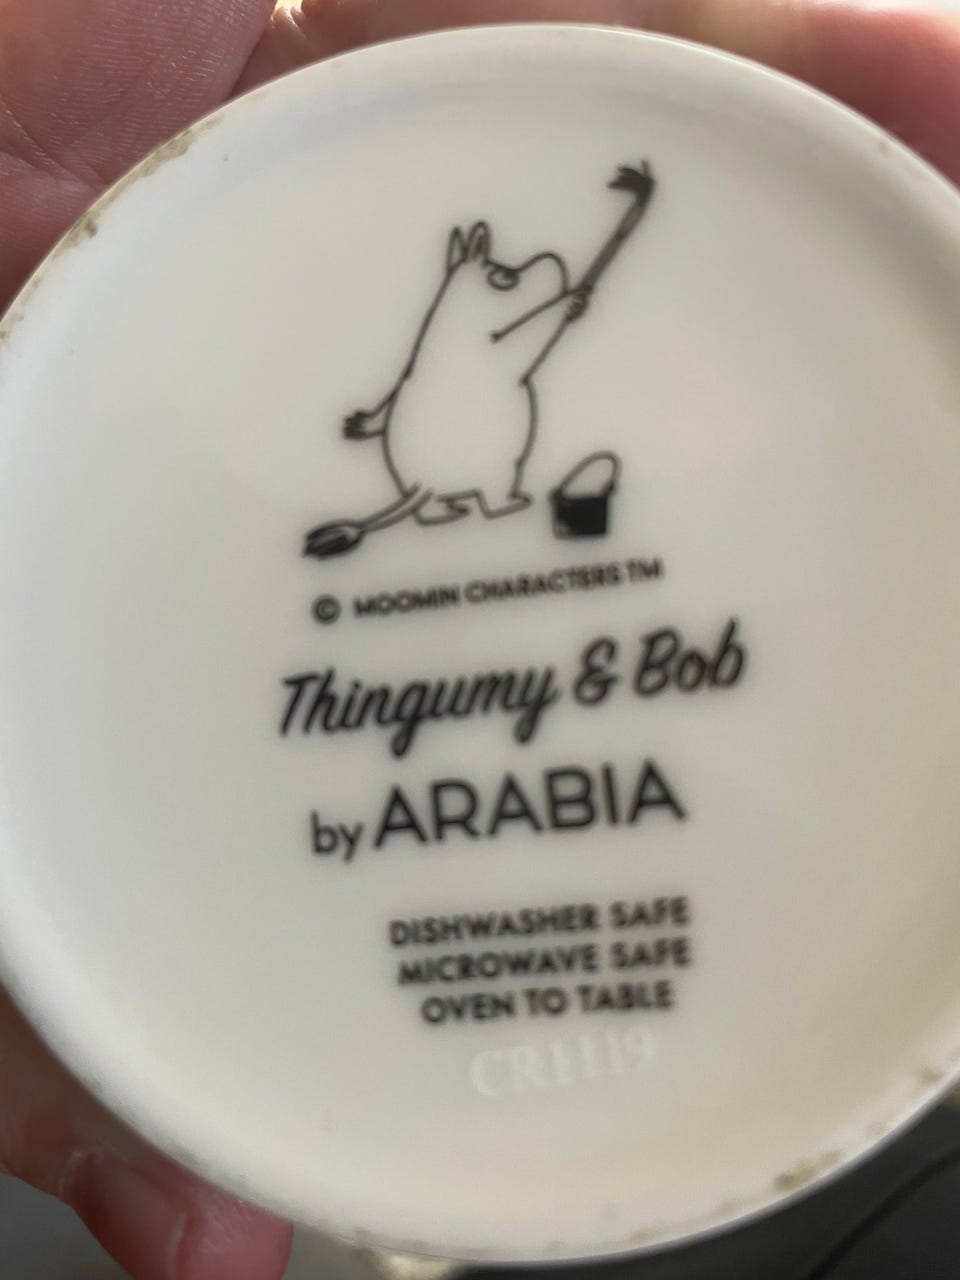 © MOOMIN CHARACTERS TM
Thingumy & Bob
by ARABIA
DISHWASHER SAFE
MICROWAVE SAFE
OVEN TO TABLE
CR1119